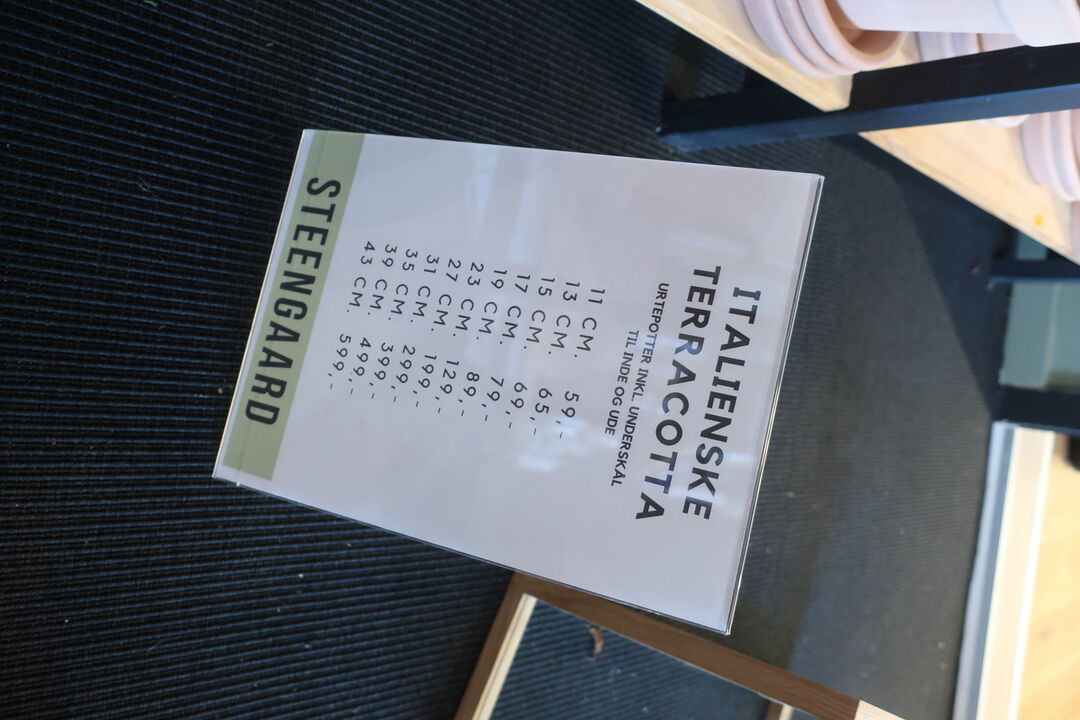 ITALIENSKE
TERRACOTTA
URTEPOTTER INKL. UNDERSKÅL
TIL INDE OG UDE
11 CM. 59,-
13 CM. 65,-
15 CM. 69,-
17 CM. 79,-
19 CM. 89,-
23 CM. 129,-
27 CM. 199,-
31 CM. 299,-
35 CM. 399,-
39 CM. 499,-
43 CM. 599,-
STEENGAARD